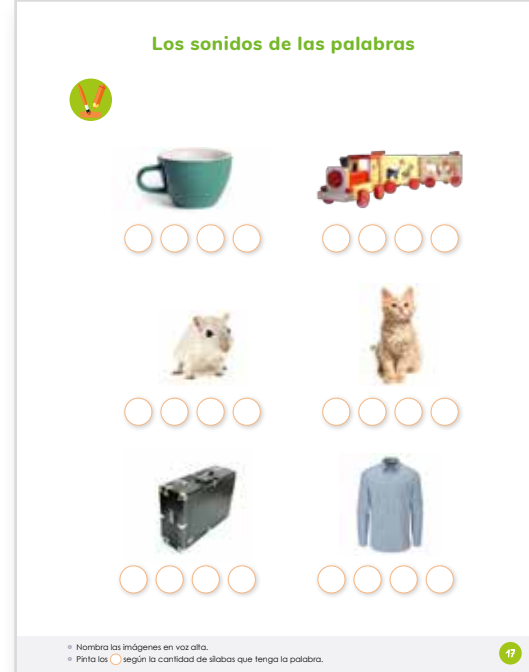 Los sonidos de las palabras
Nombra las imágenes en voz alta.
Pinta los según la cantidad de sílabas que tenga la palabra.
17